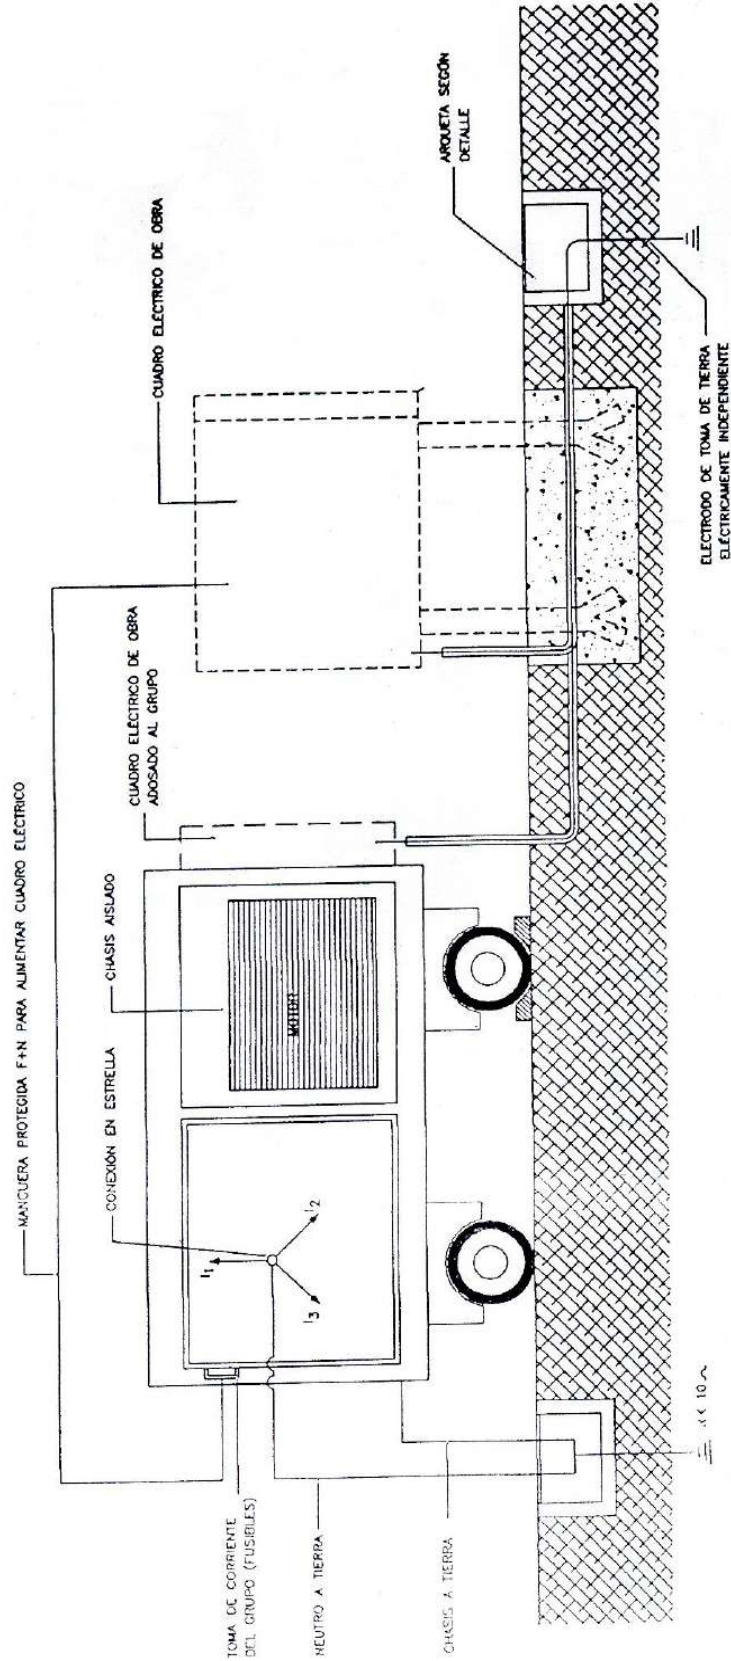 MANGUERA PROTEGIDA F+N PARA ALIMENTAR CUADRO ELÉCTRICO
CONEXIÓN EN ESTRELLA
CHASIS AISLADO
CUADRO ELÉCTRICO DE OBRA
ADOSADO AL GRUPO
CUADRO ELÉCTRICO DE OBRA
ARQUETA SEGÓN
DETALLE
I1
I2
I3
MOTOR
TOMA DE CORRIENTE
DEL GRUPO (FUSIBLES)
NEUTRO A TIERRA
CHASIS A TIERRA
10
ELECTRODO DE TOMA DE TIERRA
ELÉCTRICAMENTE INDEPENDIENTE